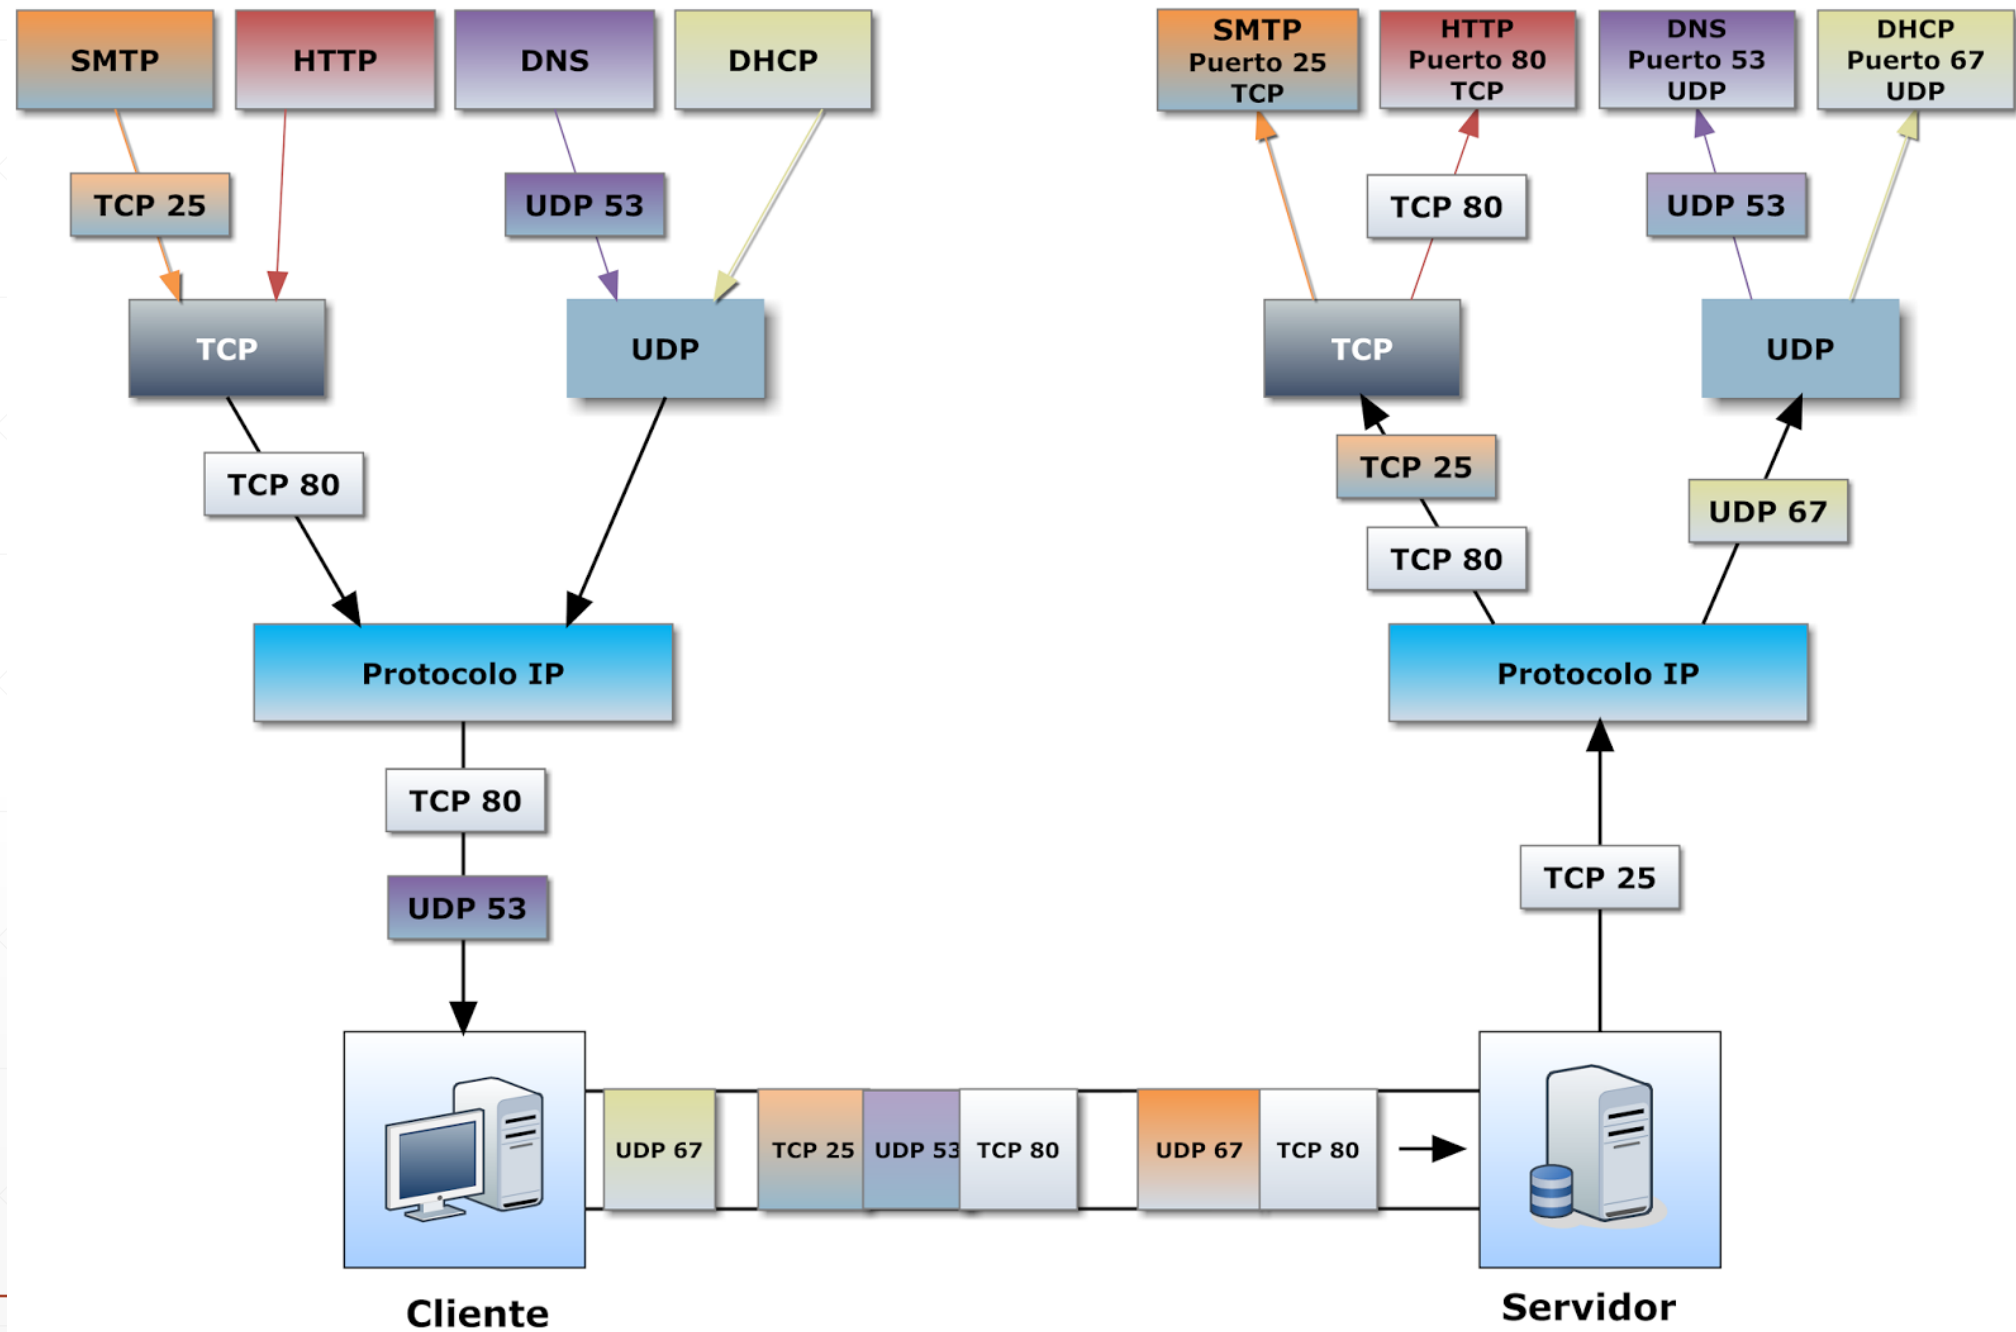 SMTP
HTTP
DNS
DHCP
SMTP
Puerto 25
TCP
HTTP
Puerto 80
TCP
DNS
Puerto 53
UDP
DHCP
Puerto 67
UDP
TCP 25
UDP 53
TCP 80
UDP 53
TCP
UDP
TCP
UDP
TCP 80
TCP 25
TCP 80
UDP 67
Protocolo IP
Protocolo IP
TCP 80
UDP 53
TCP 25
UDP 67
TCP 25
UDP 53
TCP 80
UDP 67
TCP 80
Cliente
Servidor